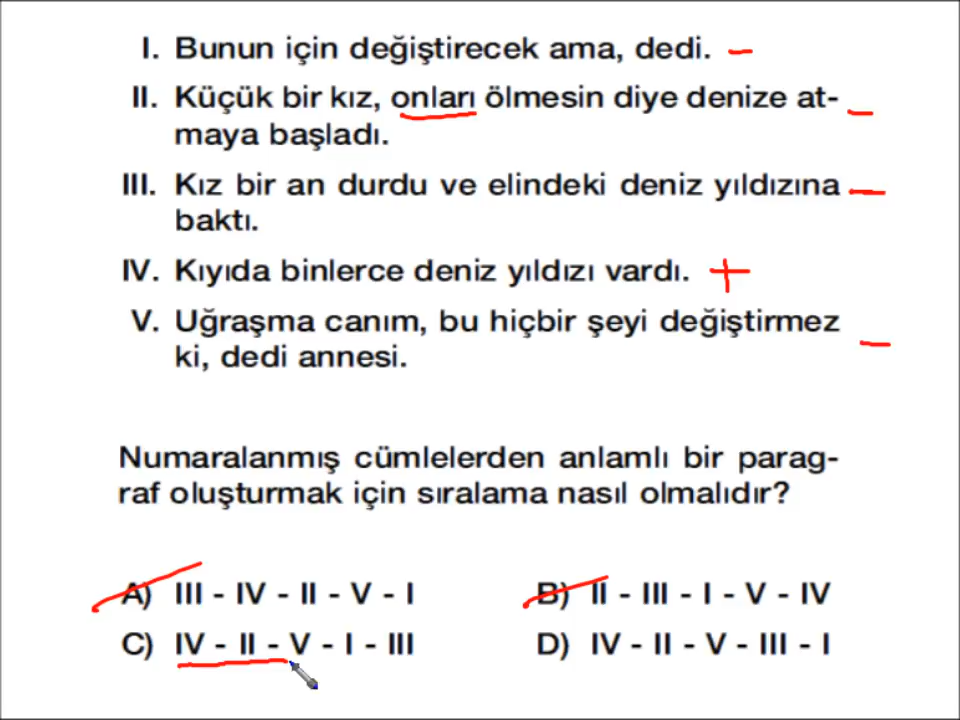 I. Bunun için değiştirecek ama, dedi.
II. Küçük bir kız, onları ölmesin diye denize at-
maya başladı.
III. Kız bir an durdu ve elindeki deniz yıldızına
baktı.
IV. Kıyıda binlerce deniz yıldızı vardı.
V. Uğraşma canım, bu hiçbir şeyi değiştirmez
ki, dedi annesi.
Numaralanmış cümlelerden anlamlı bir parag-
raf oluşturmak için sıralama nasıl olmalıdır?
A) III - IV - II - V - I
B) II - III - I - V - IV
C) IV - II - V - I - III
D) IV - II - V - III - I